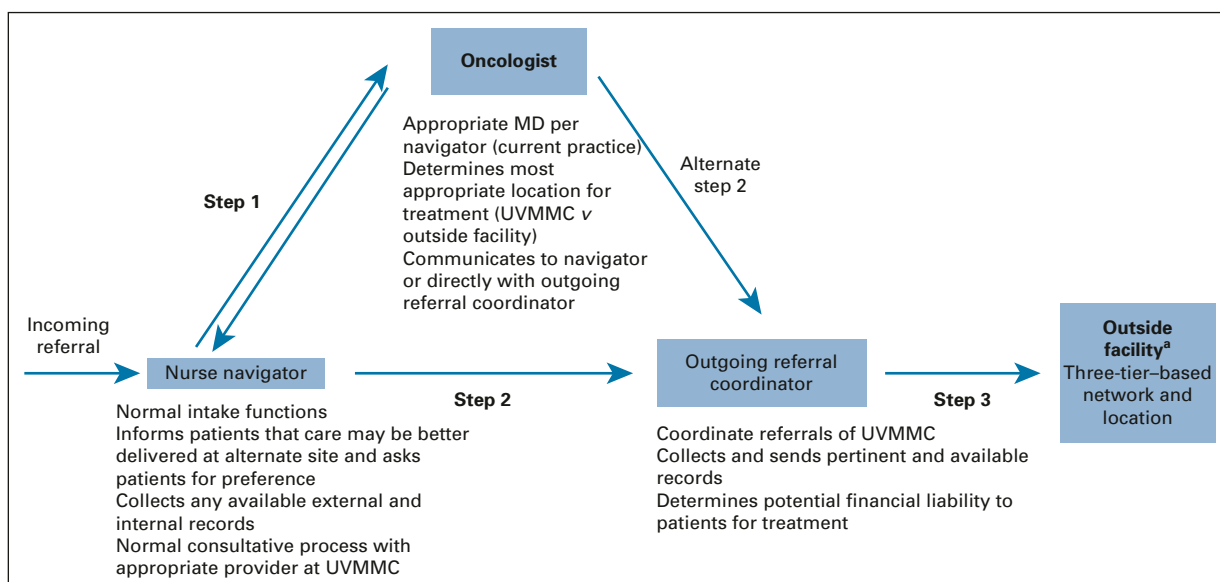 Oncologist
Appropriate MD per
navigator (current practice)
Determines most
appropriate location for
treatment (UVMMC v
outside facility)
Communicates to navigator
or directly with outgoing
referral coordinator
Step 1
Alternate
step 2
Incoming
referral
Nurse navigator
Normal intake functions
Informs patients that care may be better
delivered at alternate site and asks
patients for preference
Collects any available external and
internal records
Normal consultative process with
appropriate provider at UVMMC
Step 2
Outgoing referral
coordinator
Coordinate referrals of UVMMC
Collects and sends pertinent and available
records
Determines potential financial liability to
patients for treatment
Step 3
Outside
facilityᵃ
Three-tier–based
network and
location